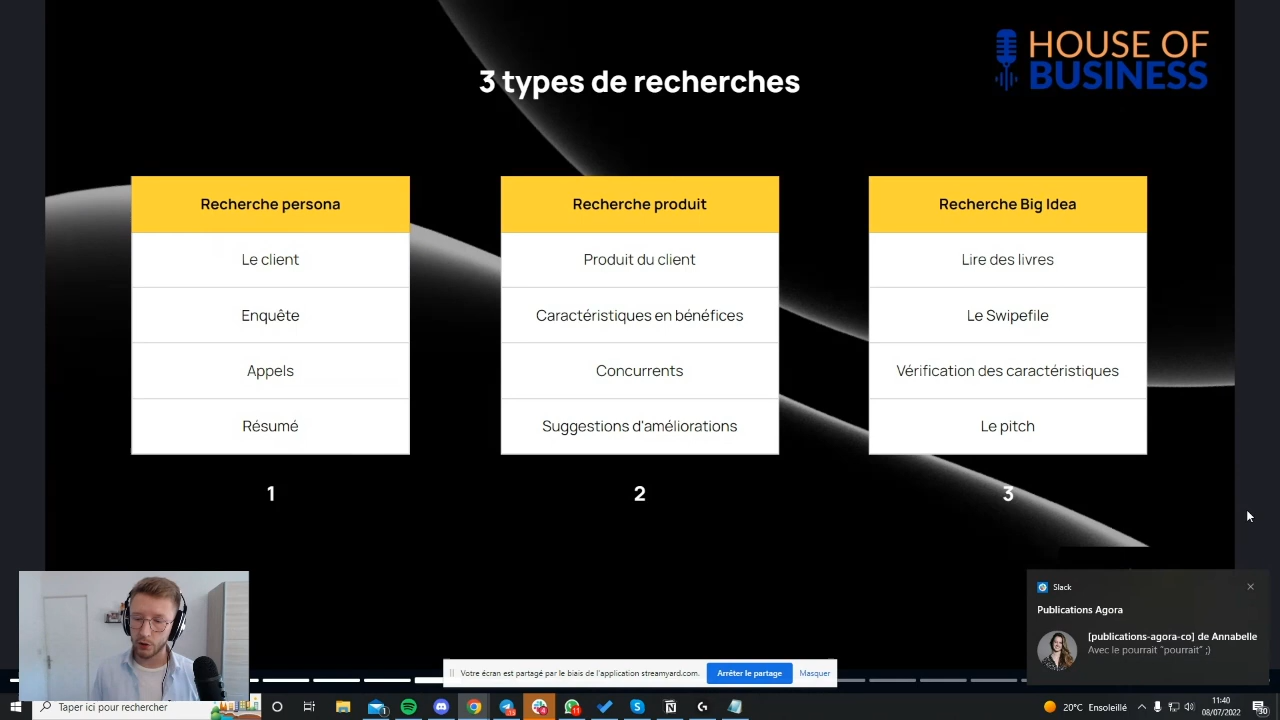 HOUSE OF
BUSINESS
3 types de recherches
Recherche persona
Le client
Enquête
Appels
Résumé
1
Recherche produit
Produit du client
Caractéristiques en bénéfices
Concurrents
Suggestions d'améliorations
2
Recherche Big Idea
Lire des livres
Le Swipefile
Vérification des caractéristiques
Le pitch
3
Slack
Publications Agora
[publications-agora-co] de Annabelle
Avec le pourrait "pourrait" ;)
Votre écran est partagé par le biais de l'application streamyard.com.
Arrêter le partage
Masquer
Taper ici pour rechercher
20°C Ensoleillé
11:40
08/07/2022